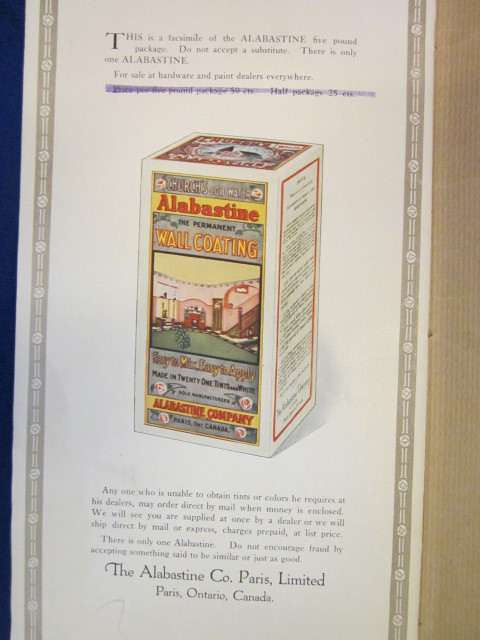 THIS is a facsimile of the ALABASTINE five pound
package. Do not accept a substitute. There is only
one ALABASTINE.
For sale at hardware and paint dealers everywhere.
Price per five pound package 50 cts. Half package 25 cts.
CHURCH'S COLD WATER
Alabastine
THE PERMANENT
WALL COATING
Easy to Mix, Easy to Apply
MADE IN TWENTY ONE TINTS AND WHITE
SOLE MANUFACTURERS
ALABASTINE COMPANY
PARIS, ONT CANADA.
The Alabastine Company
Any one who is unable to obtain tints or colors he requires at
his dealers, may order direct by mail when money is enclosed.
We will see you are supplied at once by a dealer or we will
ship direct by mail or express, charges prepaid, at list price.
There is only one Alabastine. Do not encourage fraud by
accepting something said to be similar or just as good.
The Alabastine Co. Paris, Limited
Paris, Ontario, Canada.